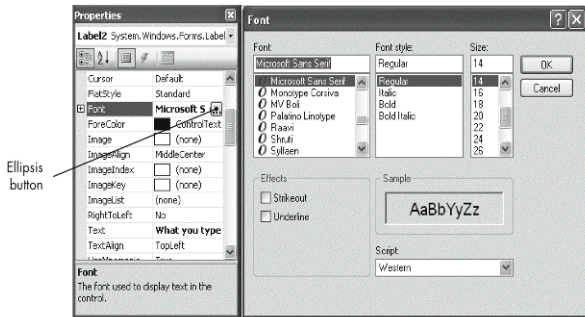 Properties
Label2 System.Windows.Forms.Label
Cursor Default
FlatStyle Standard
Font Microsoft S
ForeColor ControlText
Image (none)
ImageAlign MiddleCenter
ImageIndex (none)
ImageKey (none)
ImageList (none)
RightToLeft No
Text What you type
TextAlign TopLeft
UseMnemonic True
Font
The font used to display text in the
control.
Ellipsis
button
Font
Font:
Microsoft Sans Serif
Microsoft Sans Serif
Monotype Corsiva
MV Boli
Palatino Linotype
Raavi
Shruti
Sylfaen
Font style:
Regular
Regular
Italic
Bold
Bold Italic
Size:
14
14
16
18
20
22
24
26
OK
Cancel
Effects
Strikeout
Underline
Sample
AaBbYyZz
Script:
Western